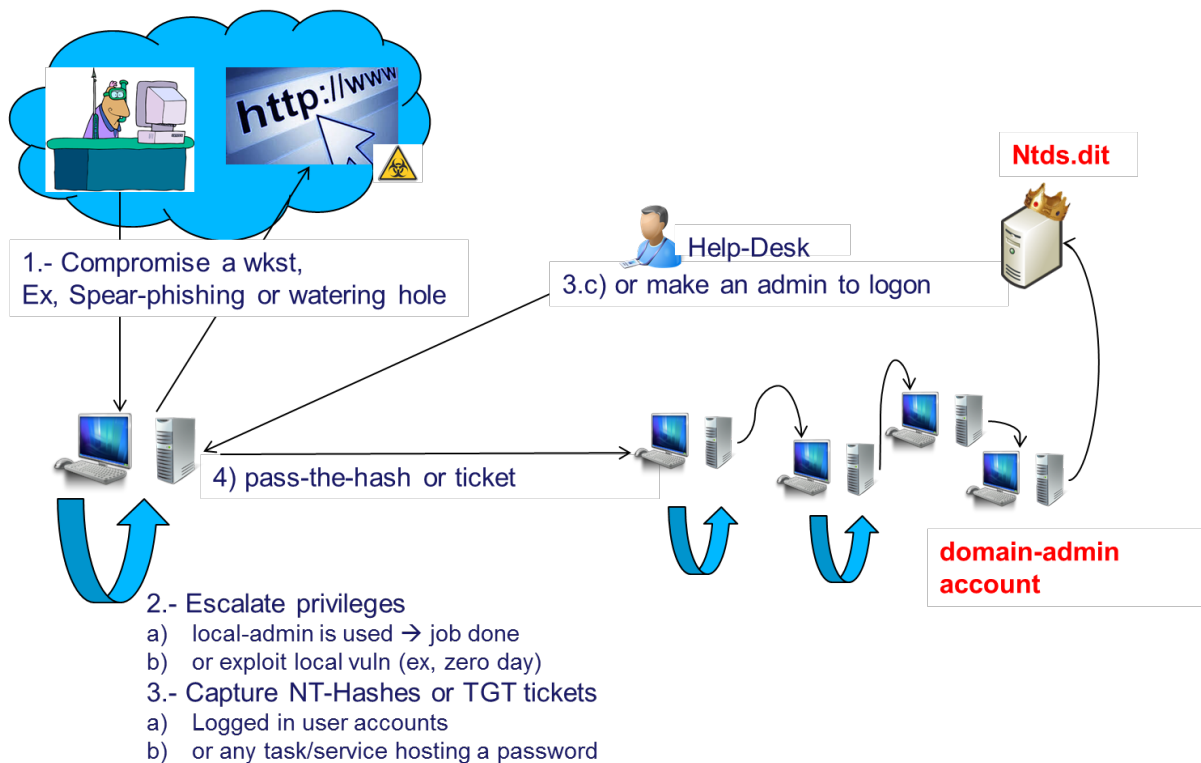 http://www
Ntds.dit
Help-Desk
1.- Compromise a wkst,
Ex, Spear-phishing or watering hole
3.c) or make an admin to logon
4) pass-the-hash or ticket
domain-admin
account
2.- Escalate privileges
a) local-admin is used → job done
b) or exploit local vuln (ex, zero day)
3.- Capture NT-Hashes or TGT tickets
a) Logged in user accounts
b) or any task/service hosting a password